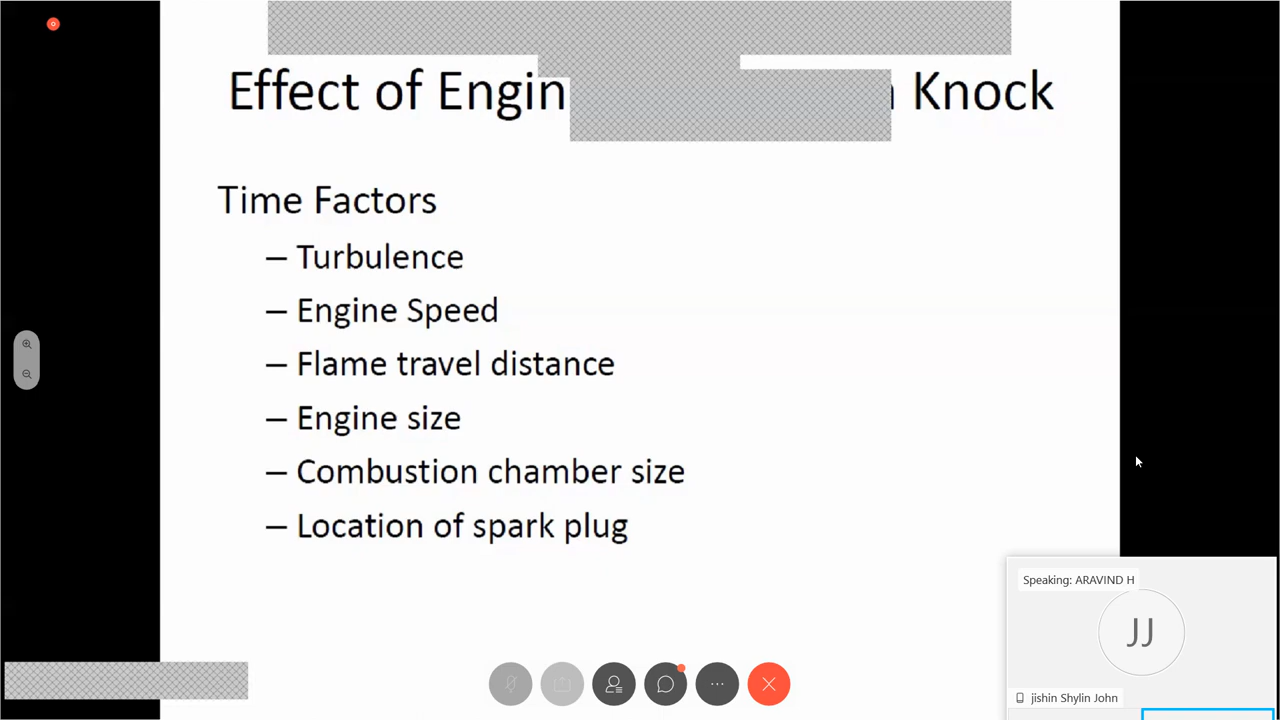 Effect of Engin Knock
Time Factors
– Turbulence
– Engine Speed
– Flame travel distance
– Engine size
– Combustion chamber size
– Location of spark plug
Speaking: ARAVIND H
JJ
jishin Shylin John